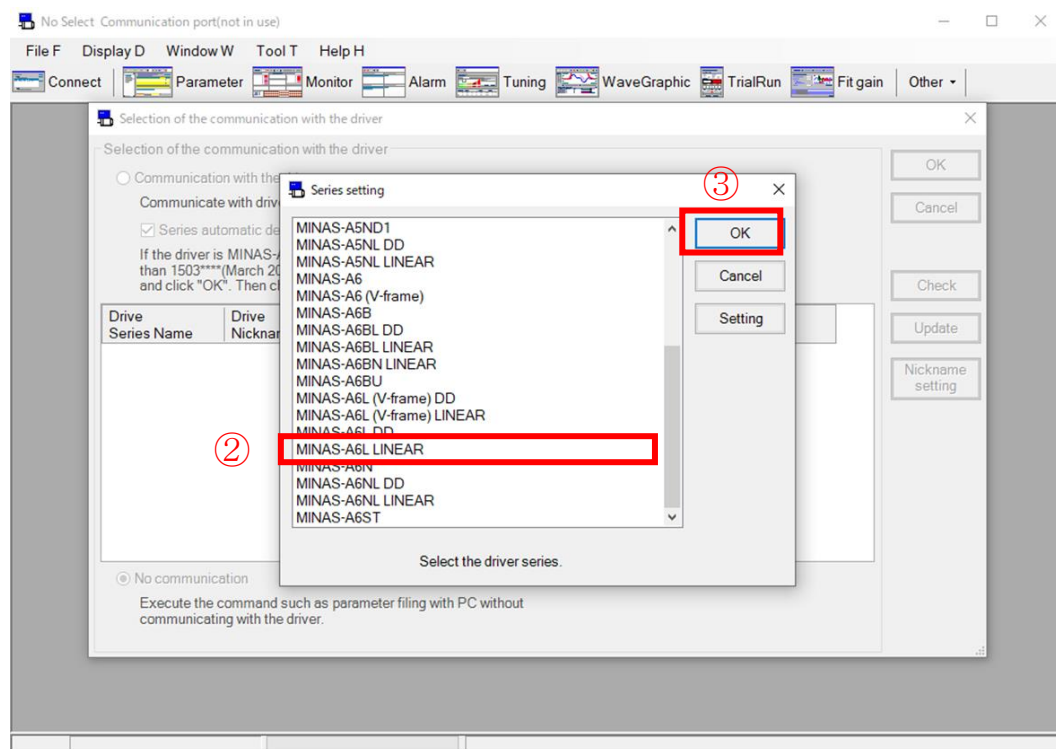 No Select Communication port(not in use)
File F Display D Window W Tool T Help H
Connect Parameter Monitor Alarm Tuning WaveGraphic TrialRun Fit gain Other
Selection of the communication with the driver
Selection of the communication with the driver
Communication with the
Communicate with driv
Series automatic de
If the driver is MINAS-
than 1503****(March 20
and click "OK". Then cl
Drive
Series Name
Drive
Nicknar
No communication
Execute the command such as parameter filing with PC without
communicating with the driver.
OK
Cancel
Check
Update
Nickname
setting
Series setting
③
MINAS-A5ND1
MINAS-A5NL DD
MINAS-A5NL LINEAR
MINAS-A6
MINAS-A6 (V-frame)
MINAS-A6B
MINAS-A6BL DD
MINAS-A6BL LINEAR
MINAS-A6BN LINEAR
MINAS-A6BU
MINAS-A6L (V-frame) DD
MINAS-A6L (V-frame) LINEAR
MINAS-A6L DD
② MINAS-A6L LINEAR
MINAS-A6N
MINAS-A6NL DD
MINAS-A6NL LINEAR
MINAS-A6ST
OK
Cancel
Setting
Select the driver series.